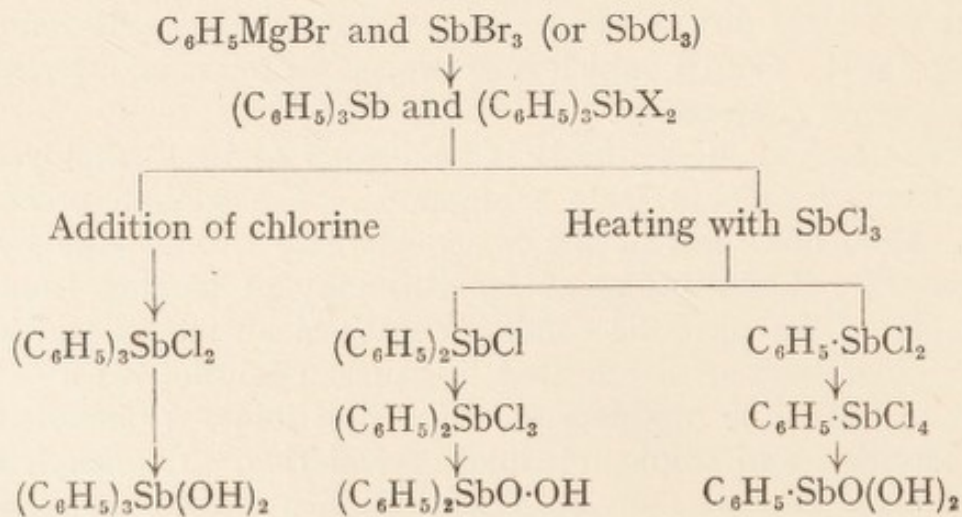 C₆H₅MgBr and SbBr₃ (or SbCl₃)
(C₆H₅)₃Sb and (C₆H₅)₃SbX₂
Addition of chlorine Heating with SbCl₃
(C₆H₅)₃SbCl₂ (C₆H₅)₂SbCl C₆H₅·SbCl₂
(C₆H₅)₂SbCl₃ C₆H₅·SbCl₄
(C₆H₅)₃Sb(OH)₂ (C₆H₅)₂SbO·OH C₆H₅·SbO(OH)₂